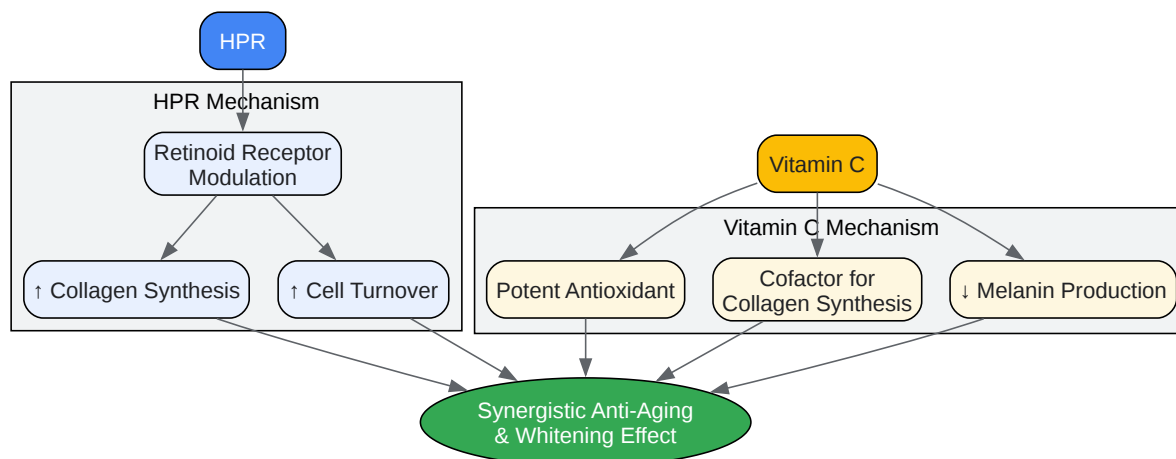 HPR
HPR Mechanism
Retinoid Receptor
Modulation
Vitamin C
Vitamin C Mechanism
↑ Collagen Synthesis
↑ Cell Turnover
Potent Antioxidant
Cofactor for
Collagen Synthesis
↓ Melanin Production
Synergistic Anti-Aging
& Whitening Effect